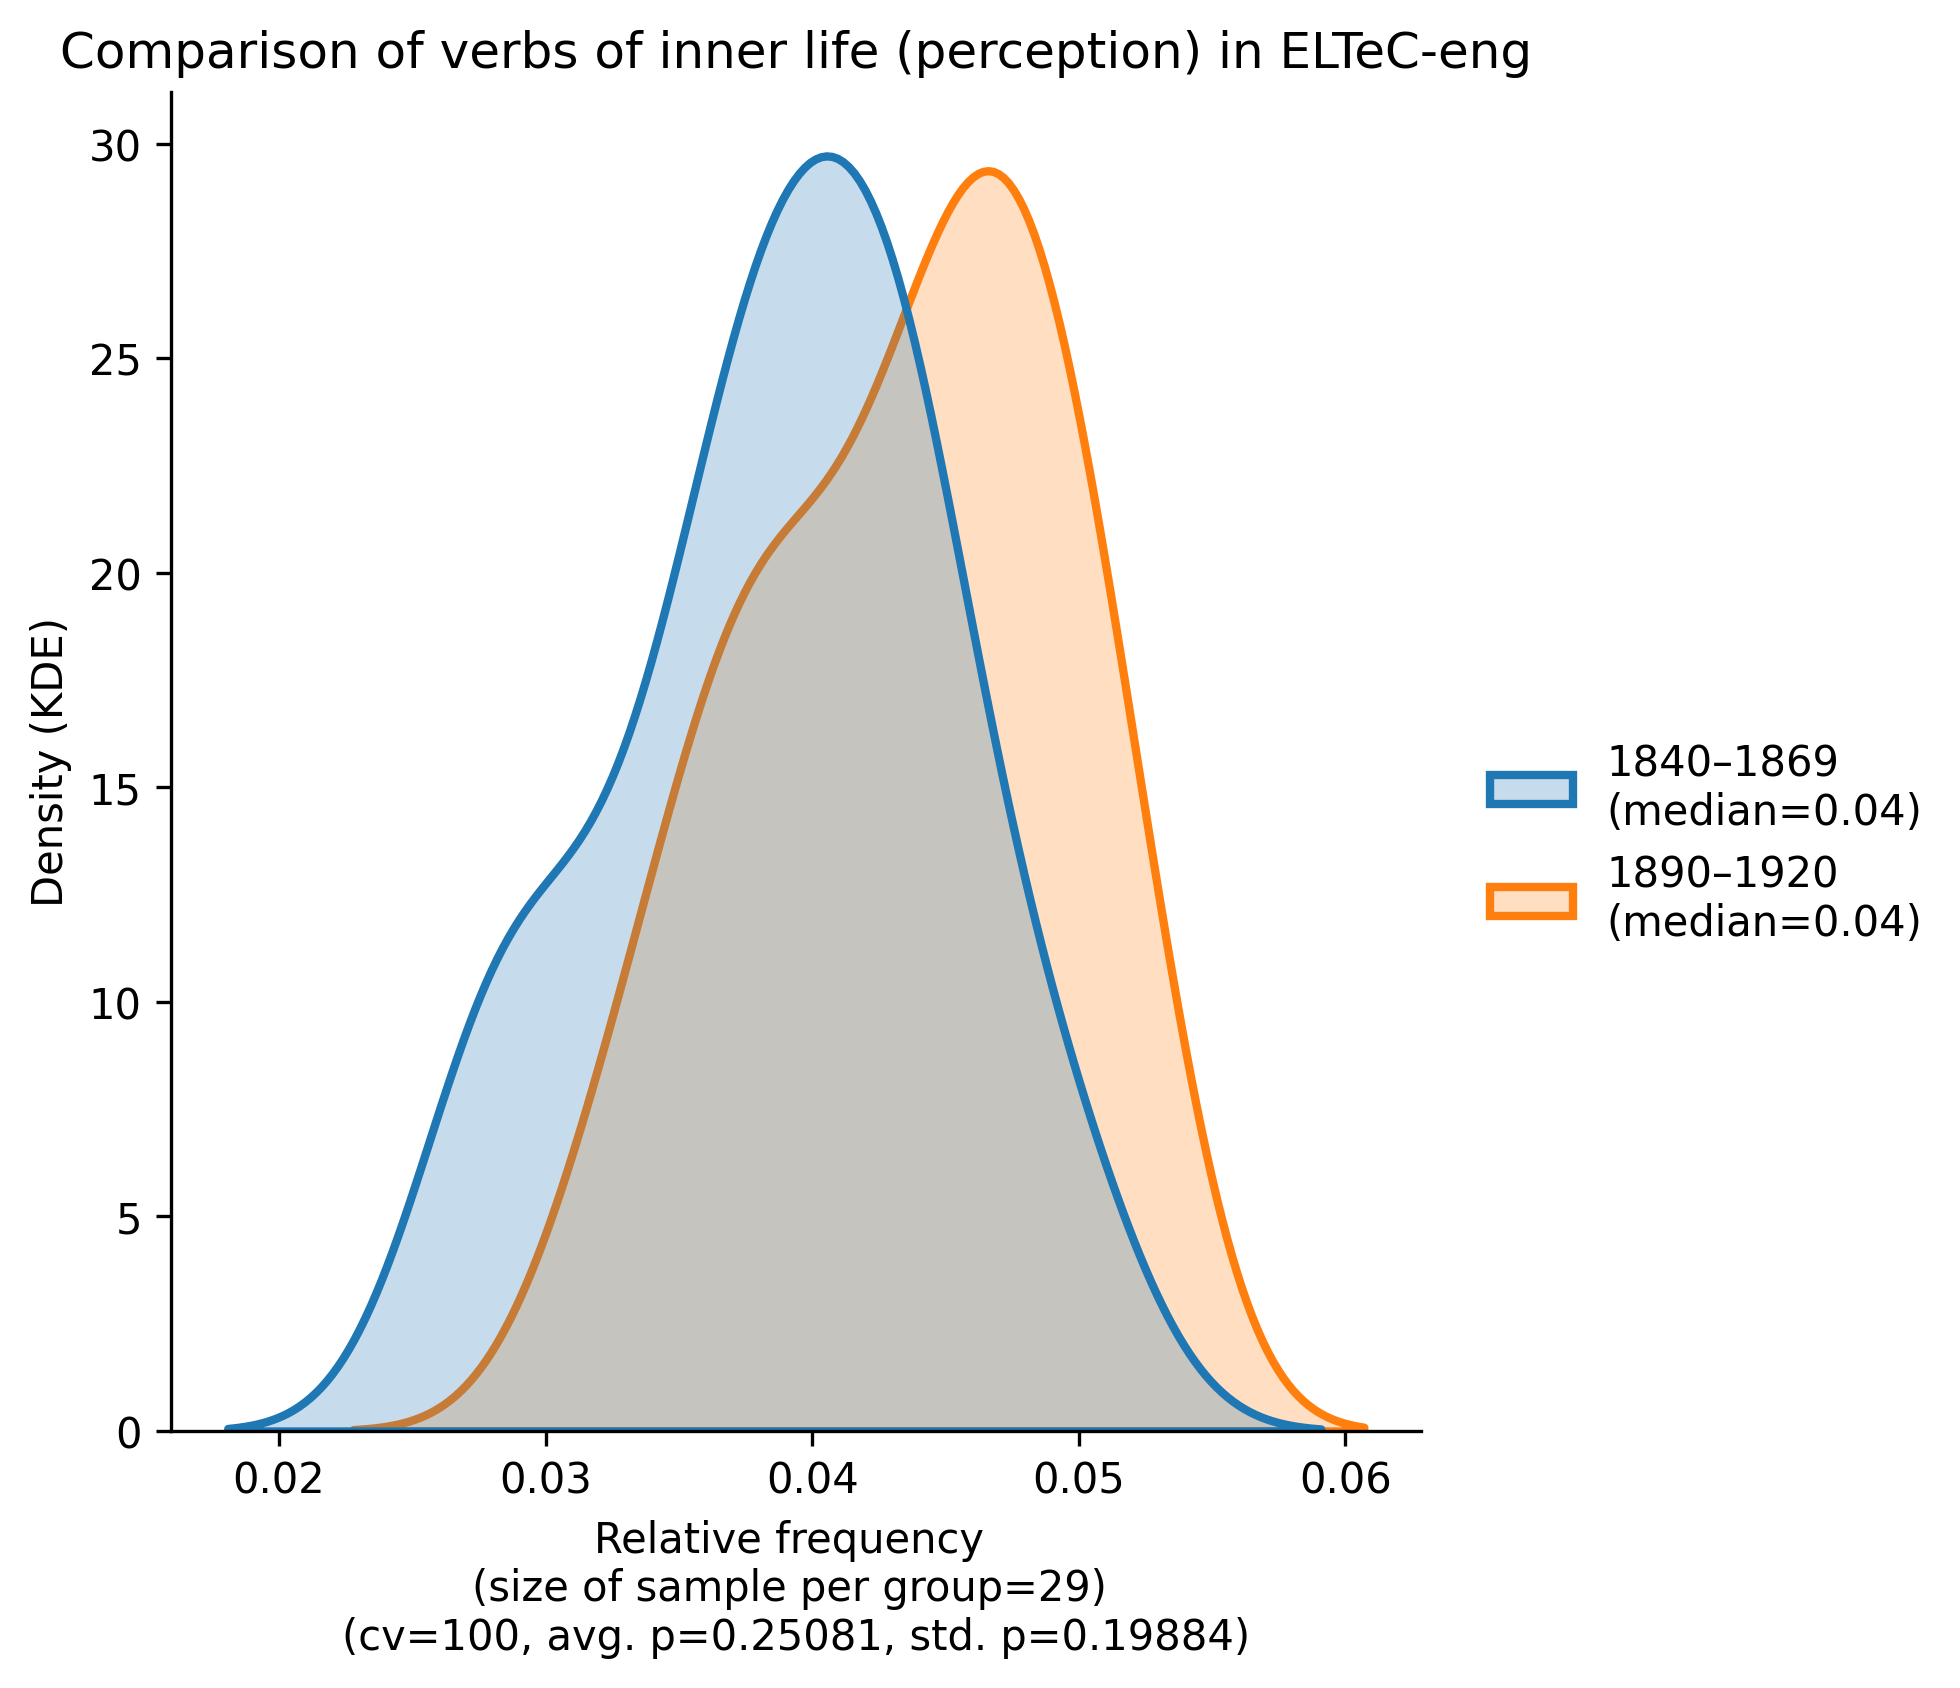 Comparison of verbs of inner life (perception) in ELTeC-eng
30
25
20
15
10
5
0
Density (KDE)
0.02
0.03
0.04
0.05
0.06
Relative frequency
(size of sample per group=29)
(cv=100, avg. p=0.25081, std. p=0.19884)
1840–1869
(median=0.04)
1890–1920
(median=0.04)